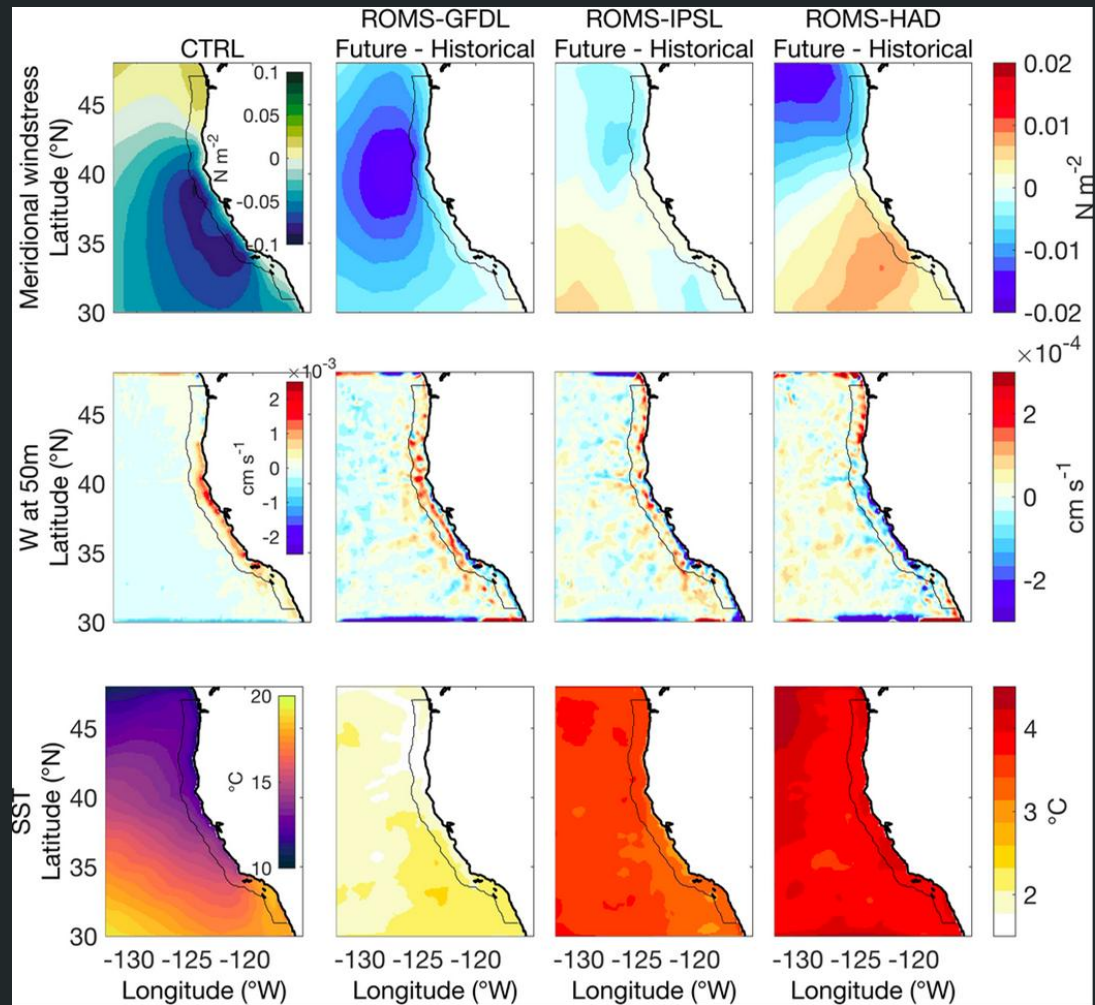 CTRL
ROMS-GFDL
Future - Historical
ROMS-IPSL
Future - Historical
ROMS-HAD
Future - Historical
Meridional windstress
Latitude (°N)
45
40
35
30
0.1
0.05
0
-0.05
-0.1
N m-2
0.02
0.01
0
-0.01
-0.02
N m-2
W at 50m
Latitude (°N)
45
40
35
30
×10-3
2
1
0
-1
-2
cm s-1
×10-4
2
0
-2
cm s-1
SST
Latitude (°N)
45
40
35
30
20
15
10
°C
4
3
2
°C
-130 -125 -120
Longitude (°W)
-130 -125 -120
Longitude (°W)
-130 -125 -120
Longitude (°W)
-130 -125 -120
Longitude (°W)